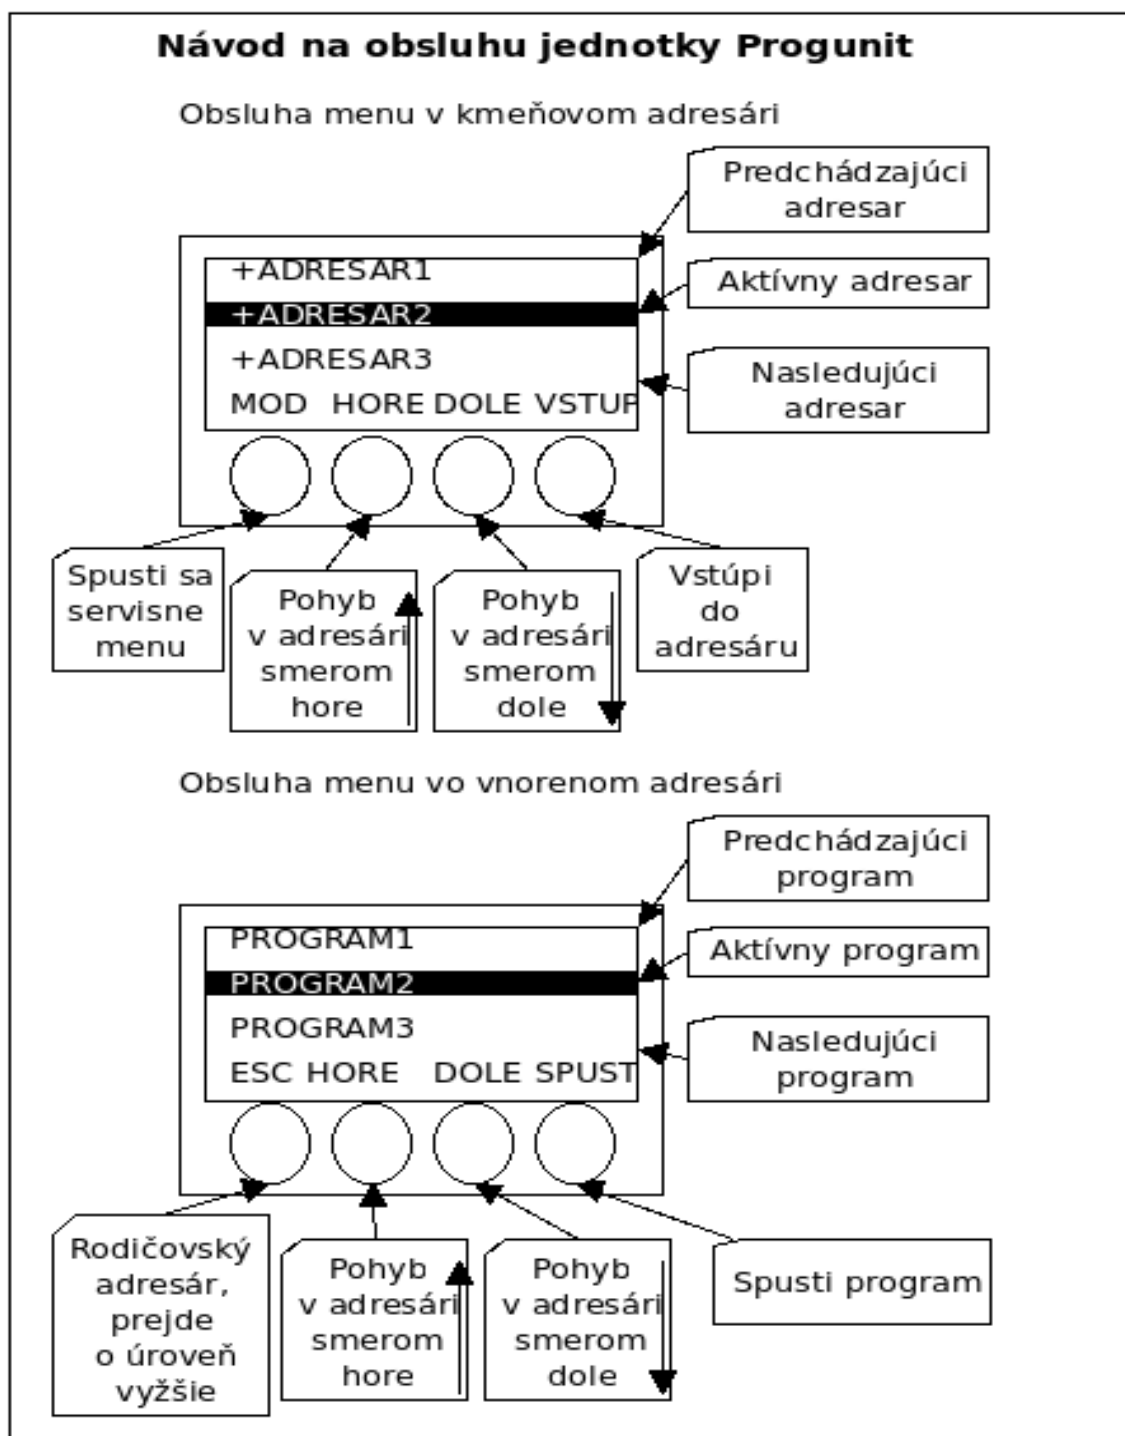 Návod na obsluhu jednotky Progunit
Obsluha menu v kmeňovom adresári
Predchádzajúci
adresar
+ADRESAR1
Aktívny adresar
+ADRESAR2
+ADRESAR3
Nasledujúci
adresar
MOD HORE DOLE VSTUP
Spusti sa
servisne
menu
Pohyb
v adresári
smerom
hore
Pohyb
v adresári
smerom
dole
Vstúpi
do
adresáru
Obsluha menu vo vnorenom adresári
Predchádzajúci
program
PROGRAM1
Aktívny program
PROGRAM2
PROGRAM3
Nasledujúci
program
ESC HORE DOLE SPUST
Rodičovský
adresár,
prejde
o úroveň
vyžšie
Pohyb
v adresári
smerom
hore
Pohyb
v adresári
smerom
dole
Spusti program